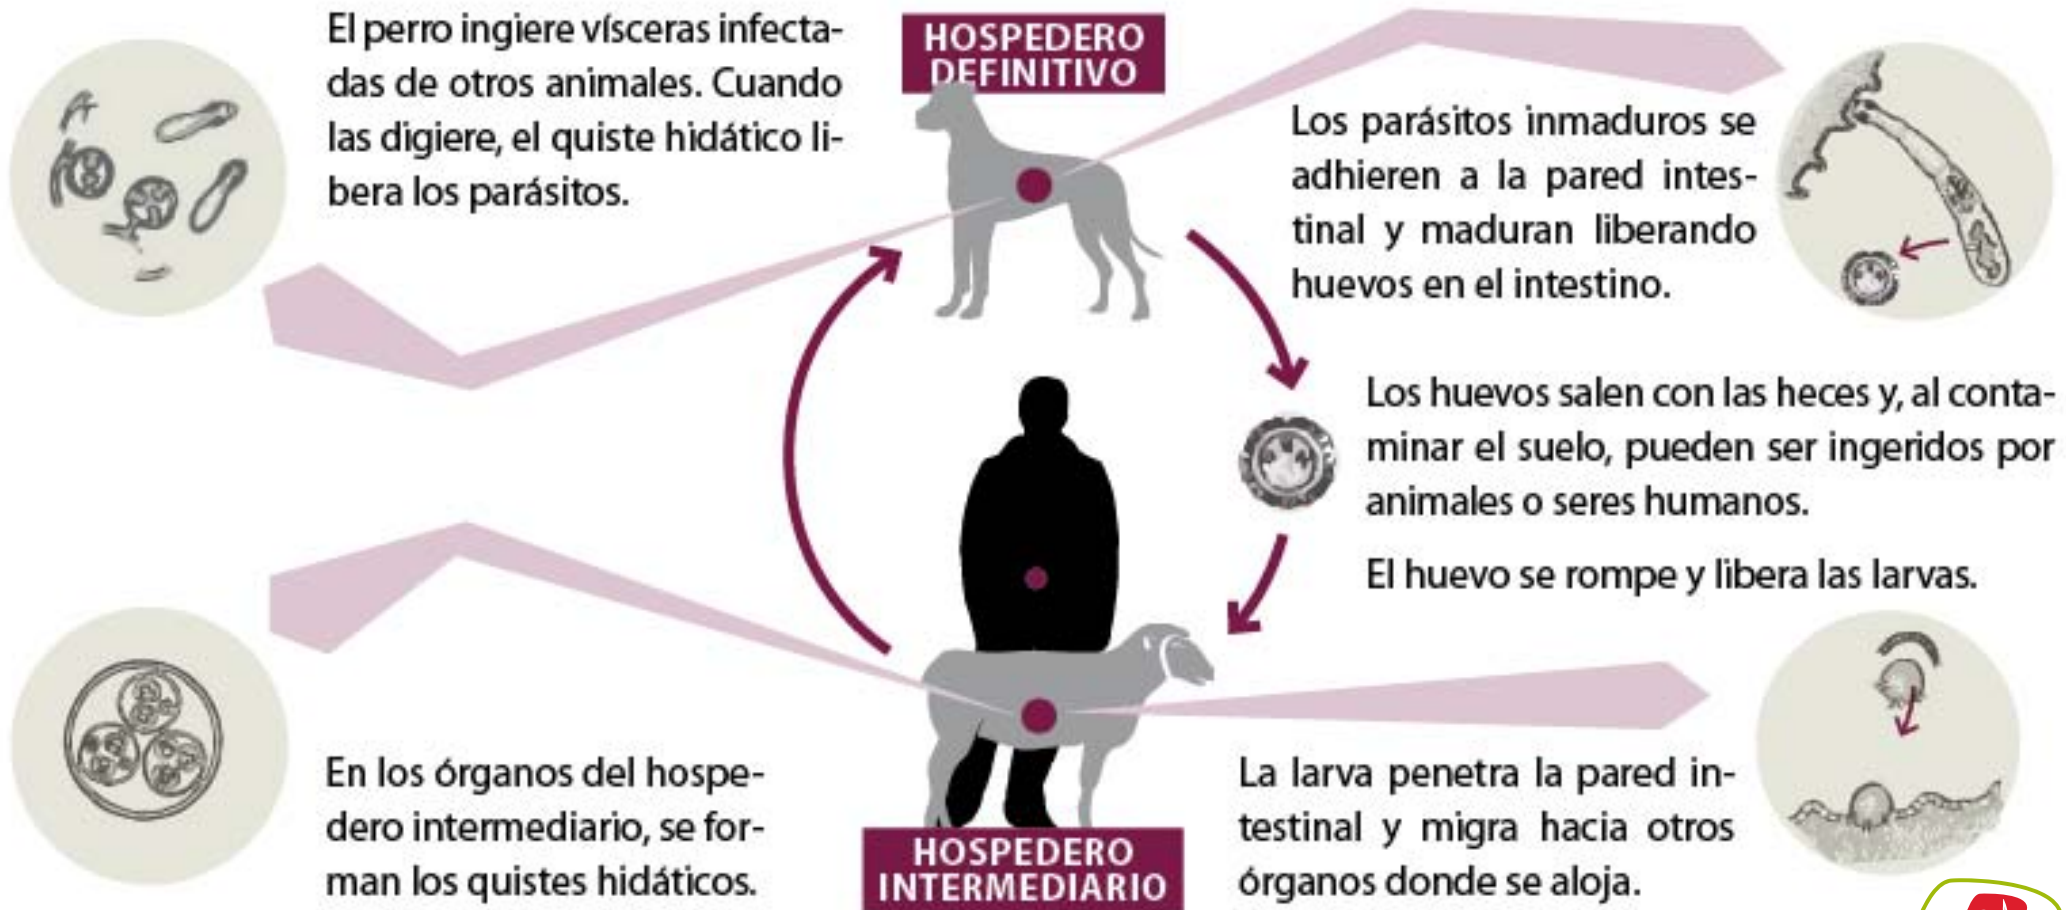 El perro ingiere vísceras infecta-
das de otros animales. Cuando
las digiere, el quiste hidático li-
bera los parásitos.
HOSPEDERO
DEFINITIVO
Los parásitos inmaduros se
adhieren a la pared intes-
tinal y maduran liberando
huevos en el intestino.
Los huevos salen con las heces y, al conta-
minar el suelo, pueden ser ingeridos por
animales o seres humanos.
El huevo se rompe y libera las larvas.
La larva penetra la pared in-
testinal y migra hacia otros
órganos donde se aloja.
HOSPEDERO
INTERMEDIARIO
En los órganos del hospe-
dero intermediario, se for-
man los quistes hidáticos.